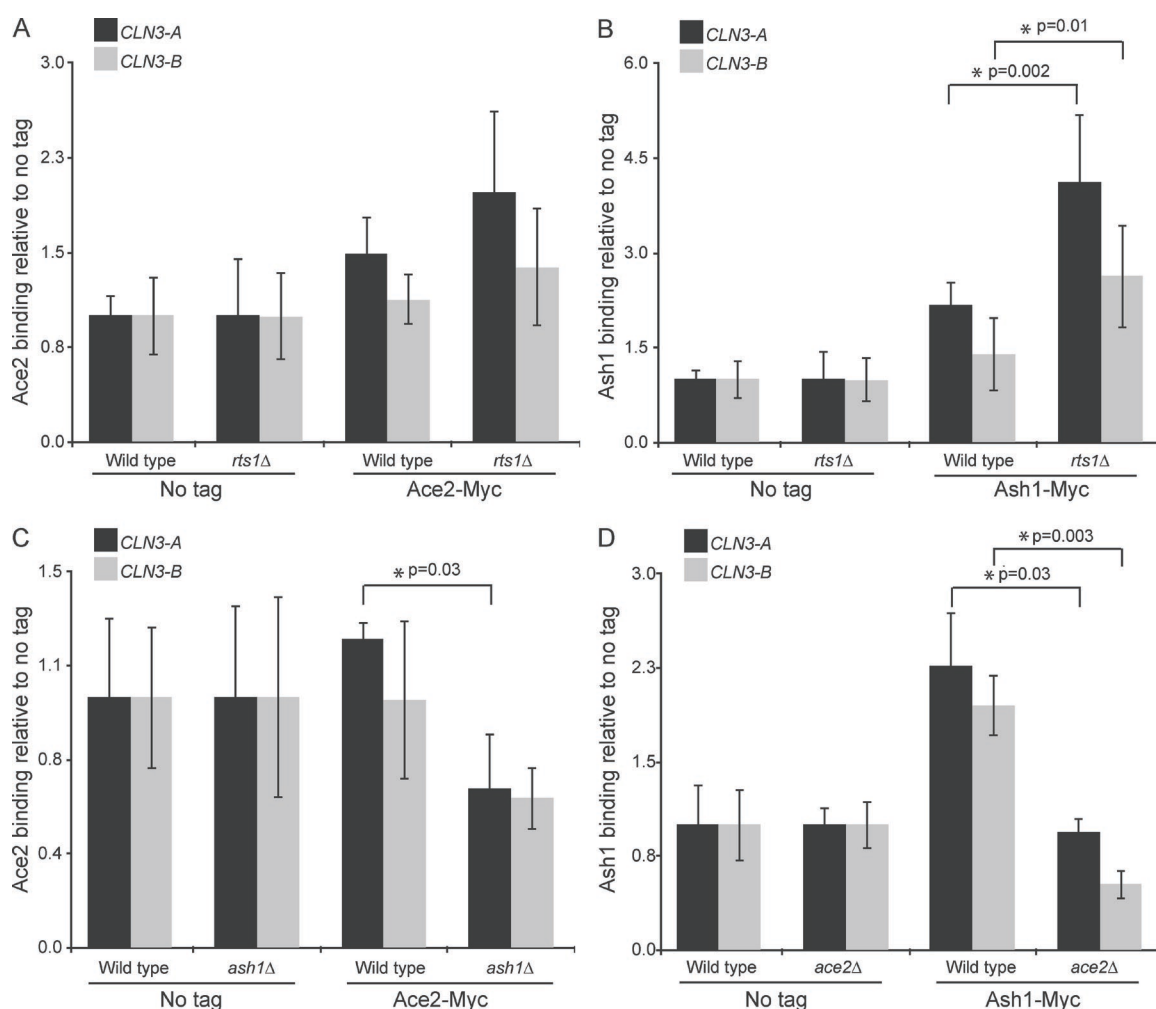 A
CLN3-A
CLN3-B
Ace2 binding relative to no tag
3.0
2.3
1.5
0.8
0.0
Wild type rts1Δ Wild type rts1Δ
No tag Ace2-Myc
B
CLN3-A
CLN3-B
* p=0.01
* p=0.002
Ash1 binding relative to no tag
6.0
4.5
3.0
1.5
0.0
Wild type rts1Δ Wild type rts1Δ
No tag Ash1-Myc
C
CLN3-A
CLN3-B
* p=0.03
Ace2 binding relative to no tag
1.5
1.1
0.8
0.4
0.0
Wild type ash1Δ Wild type ash1Δ
No tag Ace2-Myc
D
CLN3-A
CLN3-B
* p=0.003
* p=0.03
Ash1 binding relative to no tag
3.0
2.3
1.5
0.8
0.0
Wild type ace2Δ Wild type ace2Δ
No tag Ash1-Myc